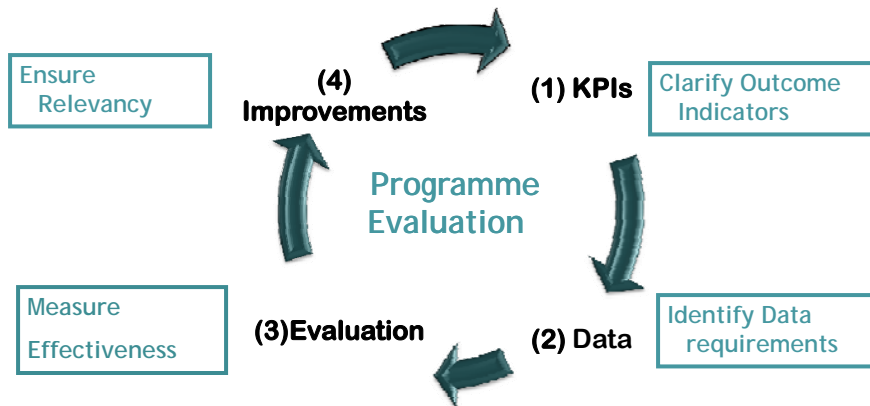 (4)
Improvements
Ensure
Relevancy
(1) KPIs
Clarify Outcome
Indicators
Programme
Evaluation
(2) Data
Identify Data
requirements
(3)Evaluation
Measure
Effectiveness